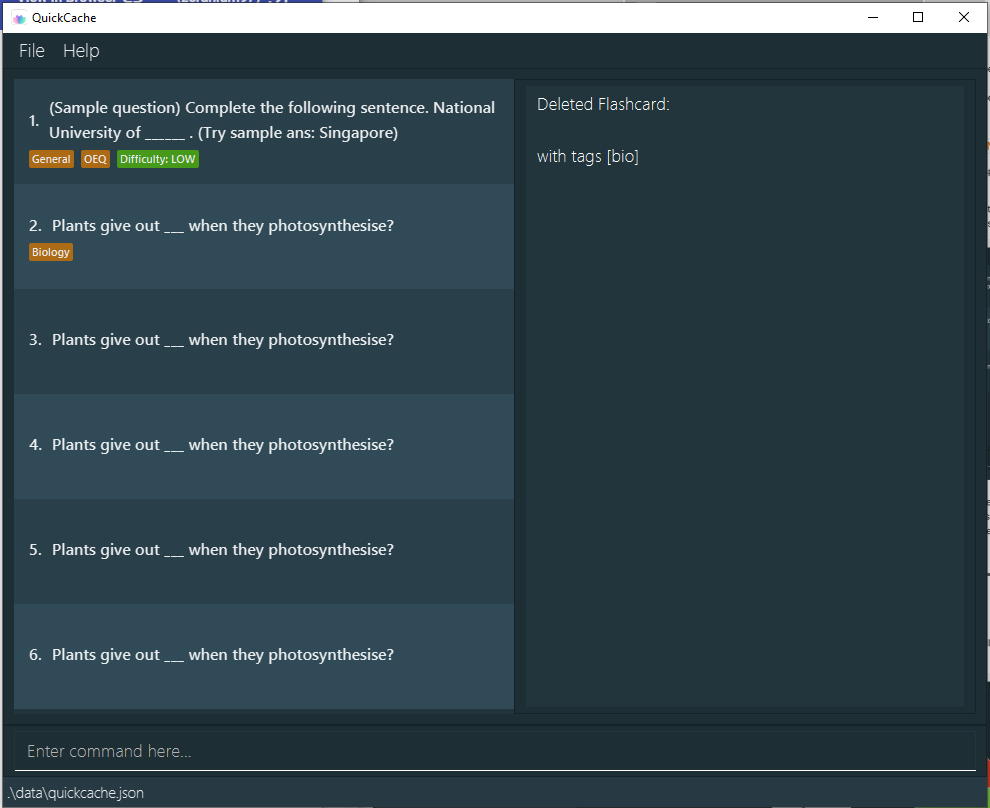 QuickCache
File Help
1. (Sample question) Complete the following sentence. National
University of ______ . (Try sample ans: Singapore)
General OEQ Difficulty: LOW
2. Plants give out ___ when they photosynthesise?
Biology
3. Plants give out ___ when they photosynthesise?
4. Plants give out ___ when they photosynthesise?
5. Plants give out ___ when they photosynthesise?
6. Plants give out ___ when they photosynthesise?
Deleted Flashcard:
with tags [bio]
Enter command here...
.\data\quickcache.json